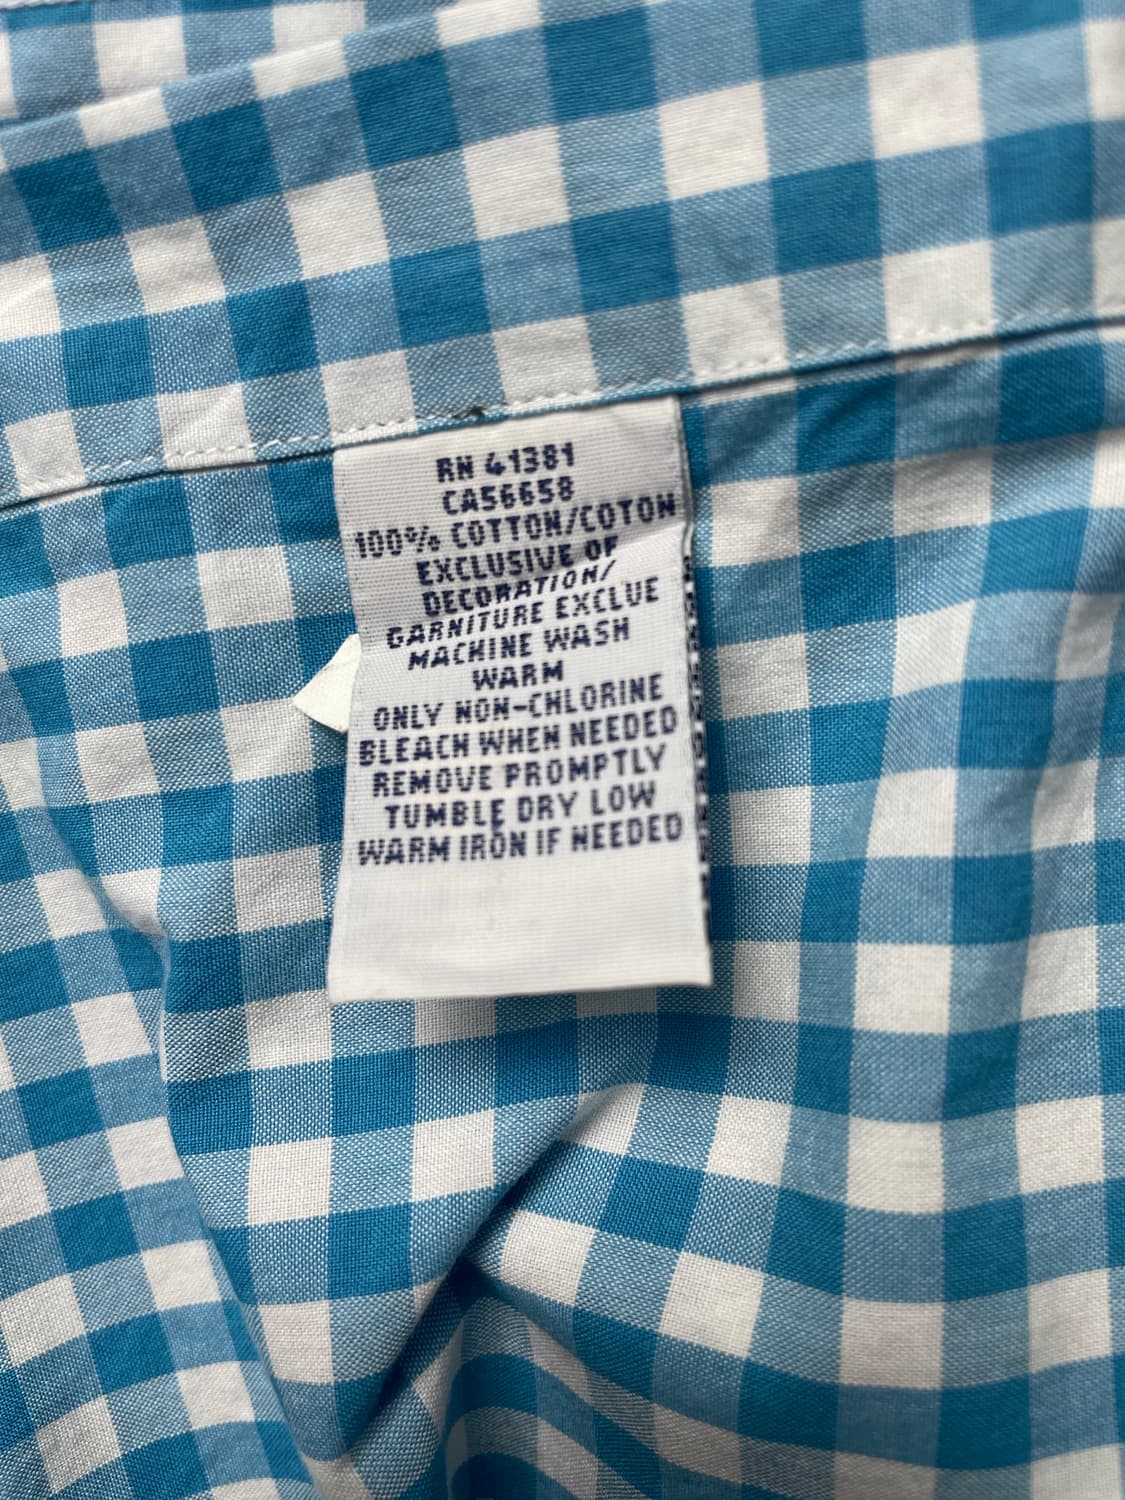 RN 41381
CA56658
100% COTTON/COTON
EXCLUSIVE OF
DECORATION/
GARNITURE EXCLUE
MACHINE WASH
WARM
ONLY NON-CHLORINE
BLEACH WHEN NEEDED
REMOVE PROMPTLY
TUMBLE DRY LOW
WARM IRON IF NEEDED